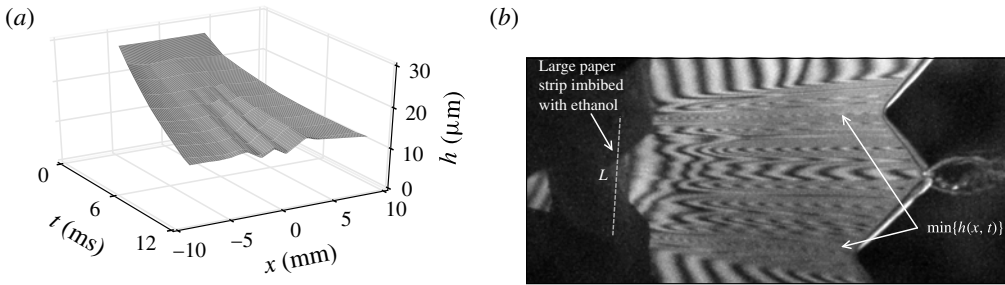 (a)
30
20
10
0
h (μm)
0
6
12
t (ms)
−10
−5
0
5
10
x (mm)
(b)
Large paper
strip imbibed
with ethanol
L
min{h(x, t)}